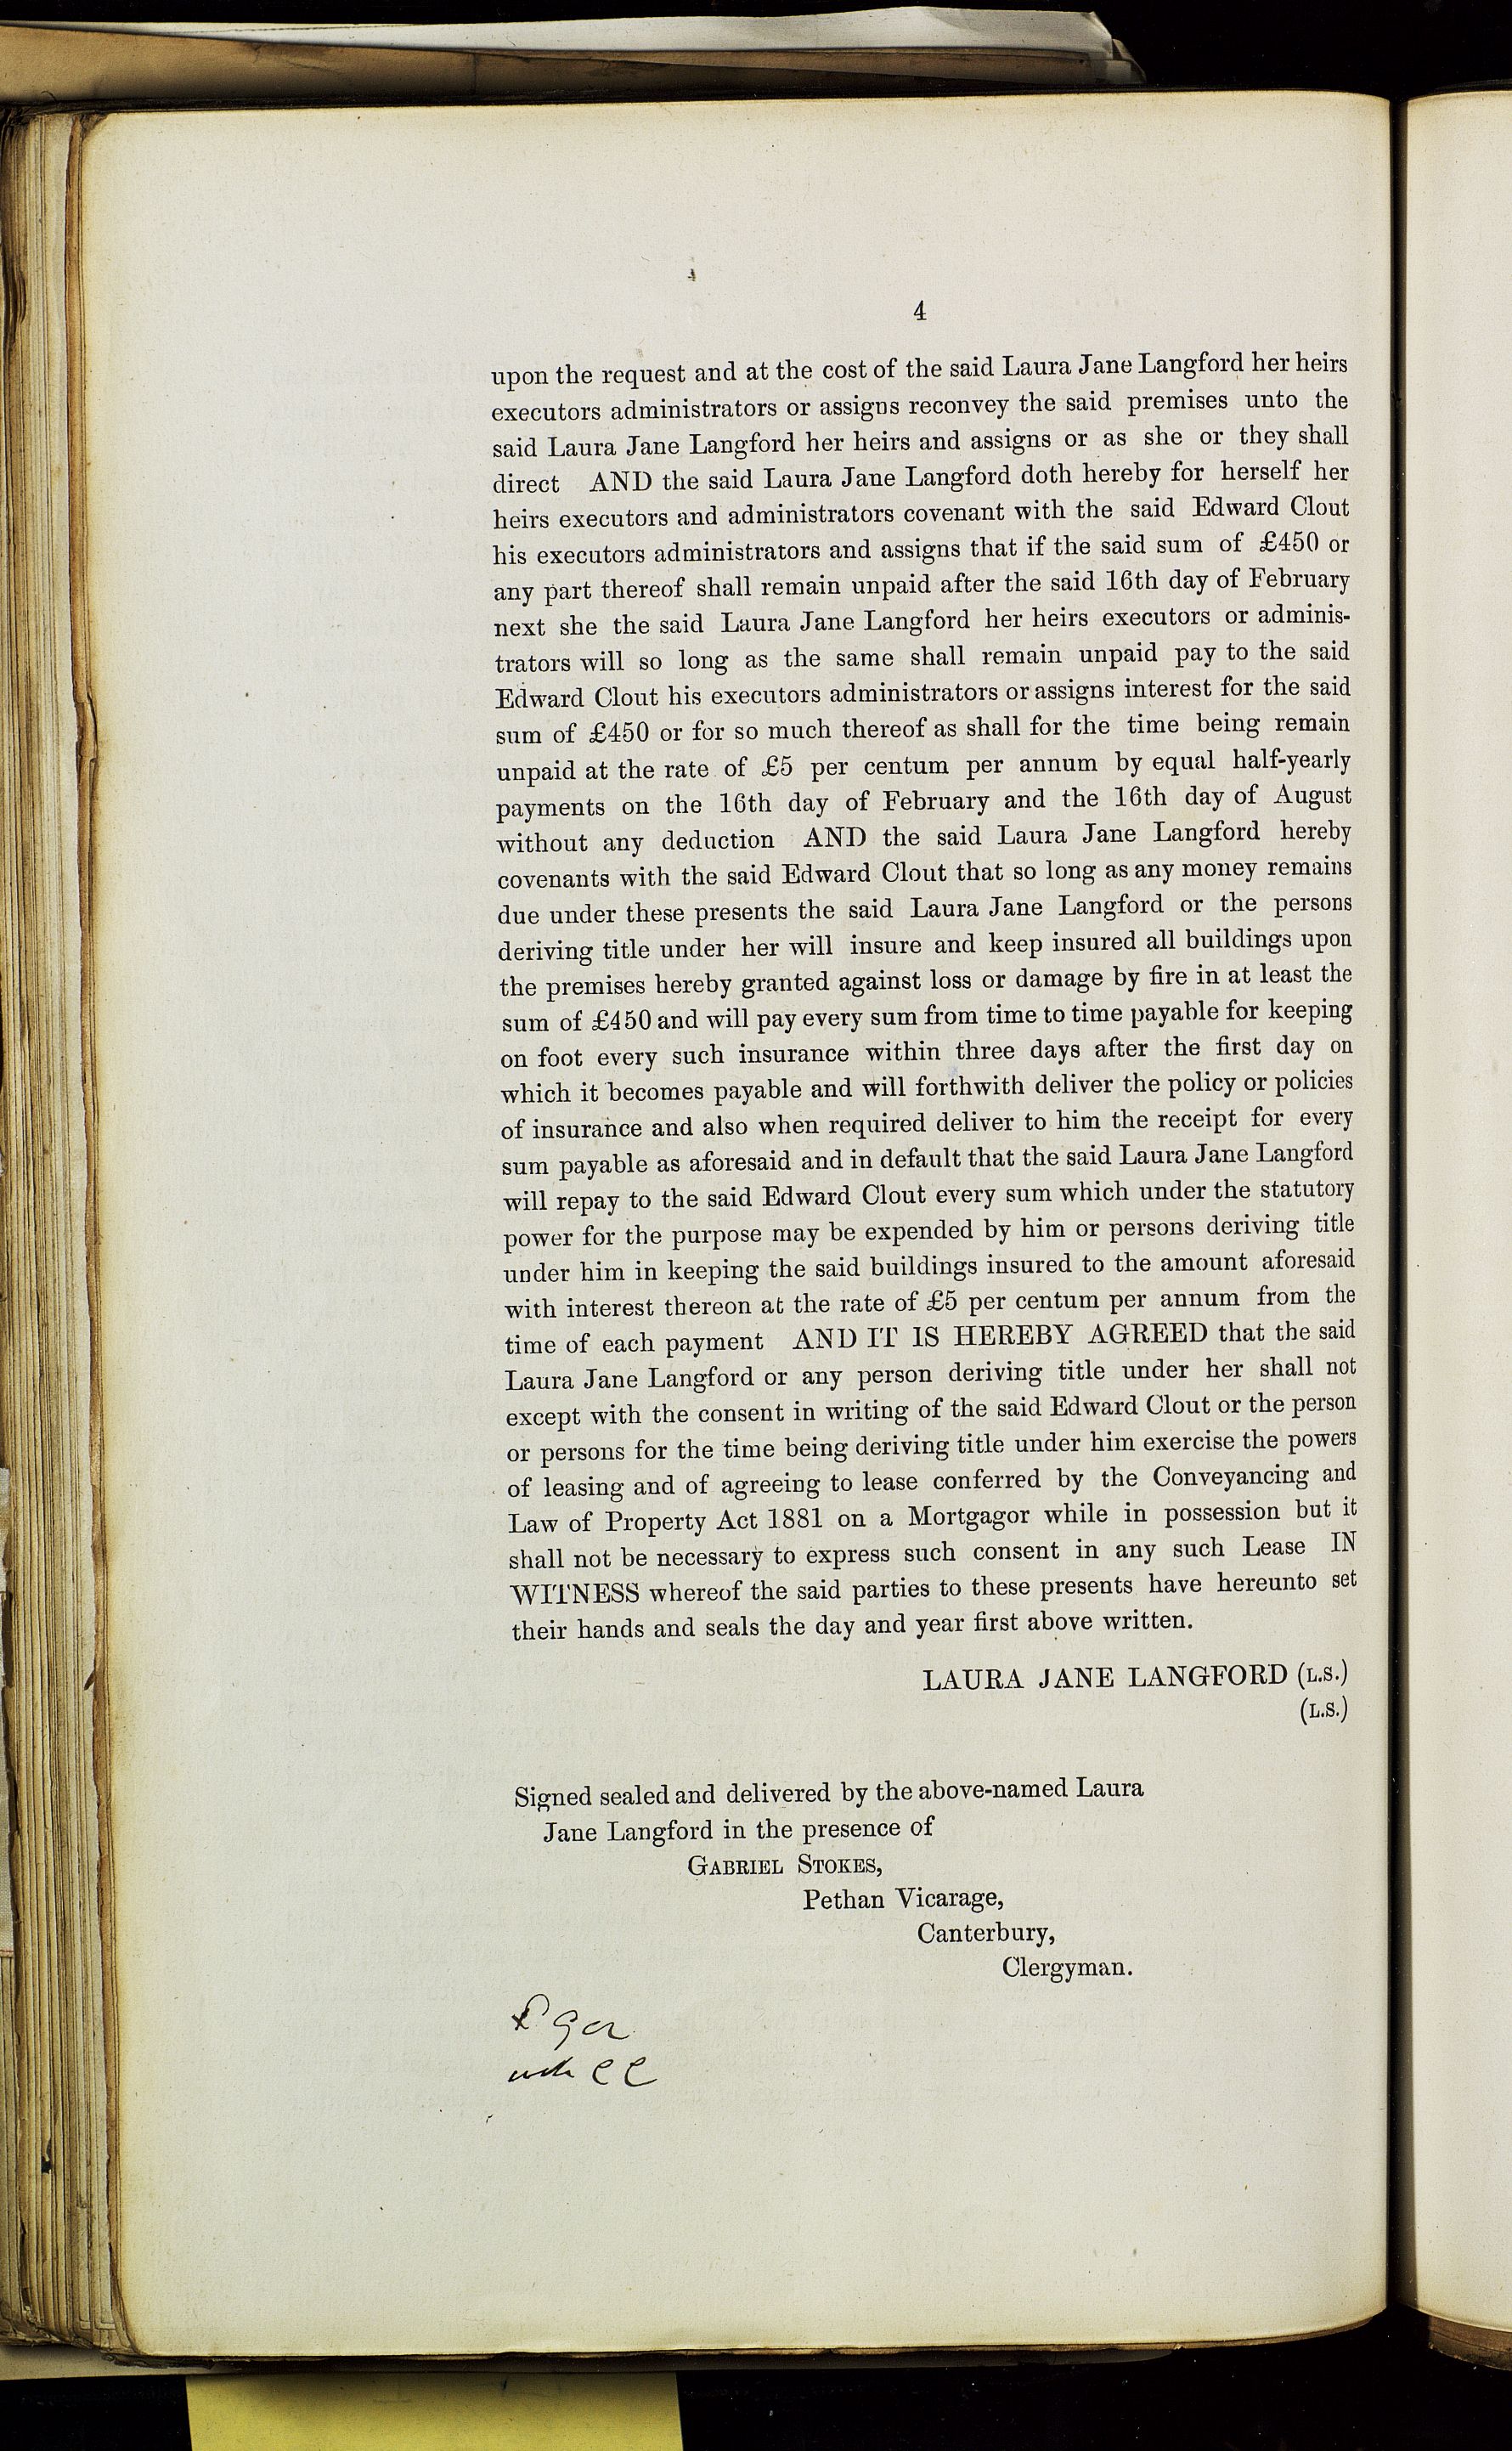 4
upon the request and at the cost of the said Laura Jane Langford her heirs
executors administrators or assigns reconvey the said premises unto the
said Laura Jane Langford her heirs and assigns or as she or they shall
direct AND the said Laura Jane Langford doth hereby for herself her
heirs executors and administrators covenant with the said Edward Clout
his executors administrators and assigns that if the said sum of £450 or
any part thereof shall remain unpaid after the said 16th day of February
next she the said Laura Jane Langford her heirs executors or adminis-
trators will so long as the same shall remain unpaid pay to the said
Edward Clout his executors administrators or assigns interest for the said
sum of £450 or for so much thereof as shall for the time being remain
unpaid at the rate of £5 per centum per annum by equal half-yearly
payments on the 16th day of February and the 16th day of August
without any deduction AND the said Laura Jane Langford hereby
covenants with the said Edward Clout that so long as any money remains
due under these presents the said Laura Jane Langford or the persons
deriving title under her will insure and keep insured all buildings upon
the premises hereby granted against loss or damage by fire in at least the
sum of £450 and will pay every sum from time to time payable for keeping
on foot every such insurance within three days after the first day on
which it becomes payable and will forthwith deliver the policy or policies
of insurance and also when required deliver to him the receipt for every
sum payable as aforesaid and in default that the said Laura Jane Langford
will repay to the said Edward Clout every sum which under the statutory
power for the purpose may be expended by him or persons deriving title
under him in keeping the said buildings insured to the amount aforesaid
with interest thereon at the rate of £5 per centum per annum from the
time of each payment AND IT IS HEREBY AGREED that the said
Laura Jane Langford or any person deriving title under her shall not
except with the consent in writing of the said Edward Clout or the person
or persons for the time being deriving title under him exercise the powers
of leasing and of agreeing to lease conferred by the Conveyancing and
Law of Property Act 1881 on a Mortgagor while in possession but it
shall not be necessary to express such consent in any such Lease IN
WITNESS whereof the said parties to these presents have hereunto set
their hands and seals the day and year first above written.
LAURA JANE LANGFORD (L.S.)
(L.S.)
Signed sealed and delivered by the above-named Laura
Jane Langford in the presence of
GABRIEL STOKES,
Pethan Vicarage,
Canterbury,
Clergyman.